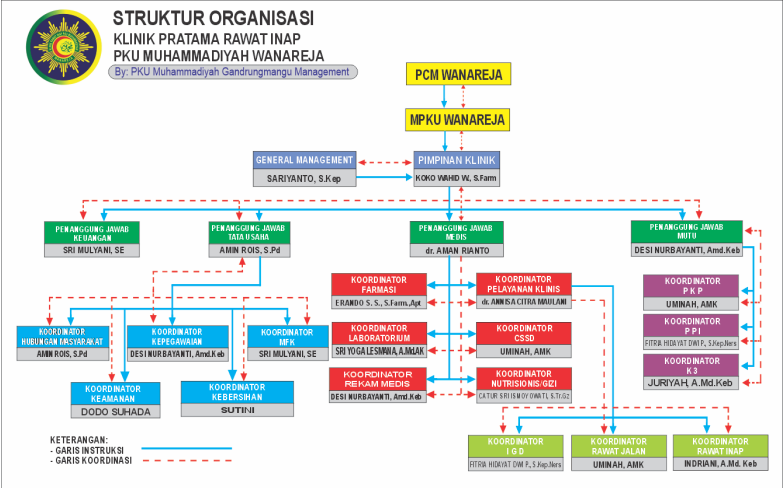 STRUKTUR ORGANISASI
KLINIK PRATAMA RAWAT INAP
PKU MUHAMMADIYAH WANAREJA
By: PKU Muhammadiyah Gandrungmangu Management
PCM WANAREJA
MPKU WANAREJA
GENERAL MANAGEMENT
SARIYANTO, S.Kep
PIMPINAN KLINIK
KOKO WAHID W., S.Farm
PENANGGUNG JAWAB
KEUANGAN
SRI MULYANI, SE
PENANGGUNG JAWAB
TATA USAHA
AMIN ROIS, S.Pd
PENANGGUNG JAWAB
MEDIS
dr. AMAN RIANTO
PENANGGUNG JAWAB
MUTU
DESI NURBAYANTI, Amd.Keb
KOORDINATOR
FARMASI
ERANDO S. S., S.Farm.,Apt
KOORDINATOR
PELAYANAN KLINIS
dr. ANNISA CITRA MAULANI
KOORDINATOR
P K P
UMINAH, AMK
KOORDINATOR
HUBUNGAN MASYARAKAT
AMIN ROIS, S.Pd
KOORDINATOR
KEPEGAWAIAN
DESI NURBAYANTI, Amd.Keb
KOORDINATOR
MFK
SRI MULYANI, SE
KOORDINATOR
LABORATORIUM
SRI YOGA LESMANA, A.Md.AK
KOORDINATOR
CSSD
UMINAH, AMK
KOORDINATOR
P P I
FITRIA HIDAYAT DWI P., S.Kep.Ners
KOORDINATOR
K 3
JURIYAH, A.Md.Keb
KOORDINATOR
KEAMANAN
DODO SUHADA
KOORDINATOR
KEBERSIHAN
SUTINI
KOORDINATOR
REKAM MEDIS
DESI NURBAYANTI, Amd.Keb
KOORDINATOR
NUTRISIONIS/GIZI
CATUR SRI ISMOYOWATI, S.Tr.Gz
KETERANGAN:
- GARIS INSTRUKSI
- GARIS KOORDINASI
KOORDINATOR
I G D
FITRIA HIDAYAT DWI P., S.Kep.Ners
KOORDINATOR
RAWAT JALAN
UMINAH, AMK
KOORDINATOR
RAWAT INAP
INDRIANI, A.Md. Keb